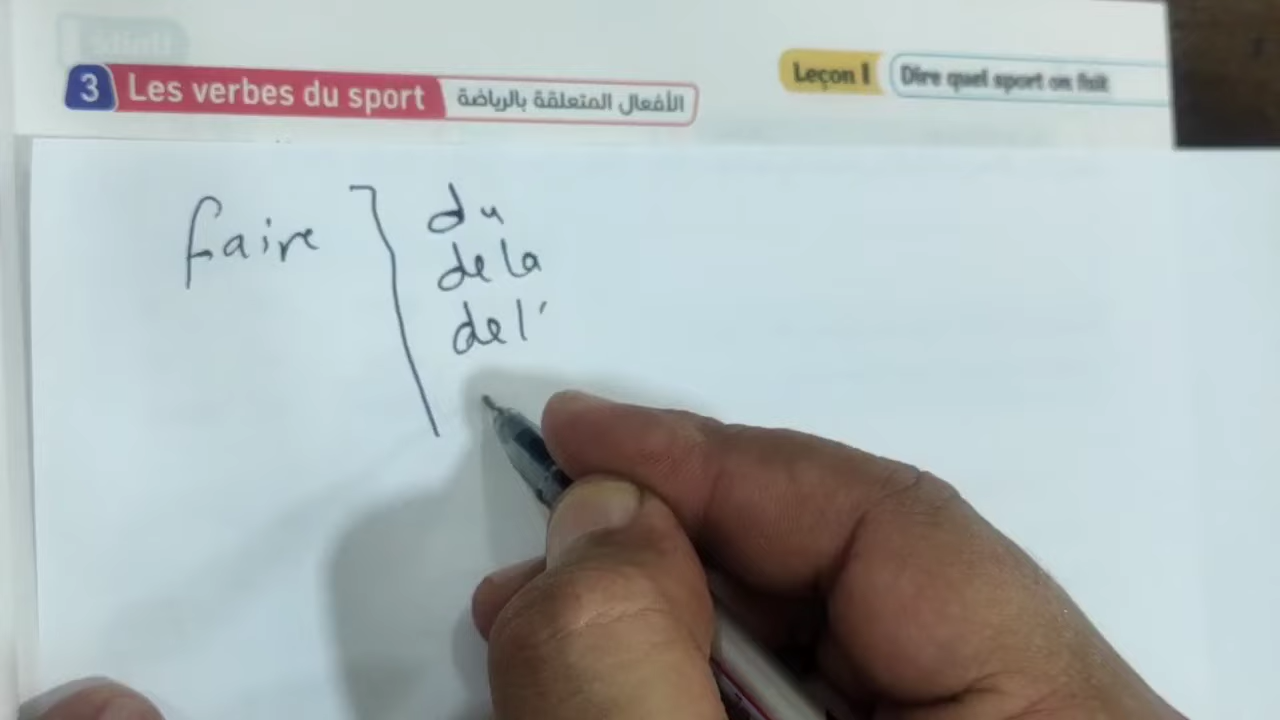 3 Les verbes du sport الأفعال المتعلقة بالرياضة
Leçon 1 Dire quel sport on fait
faire
du
de la
de l'